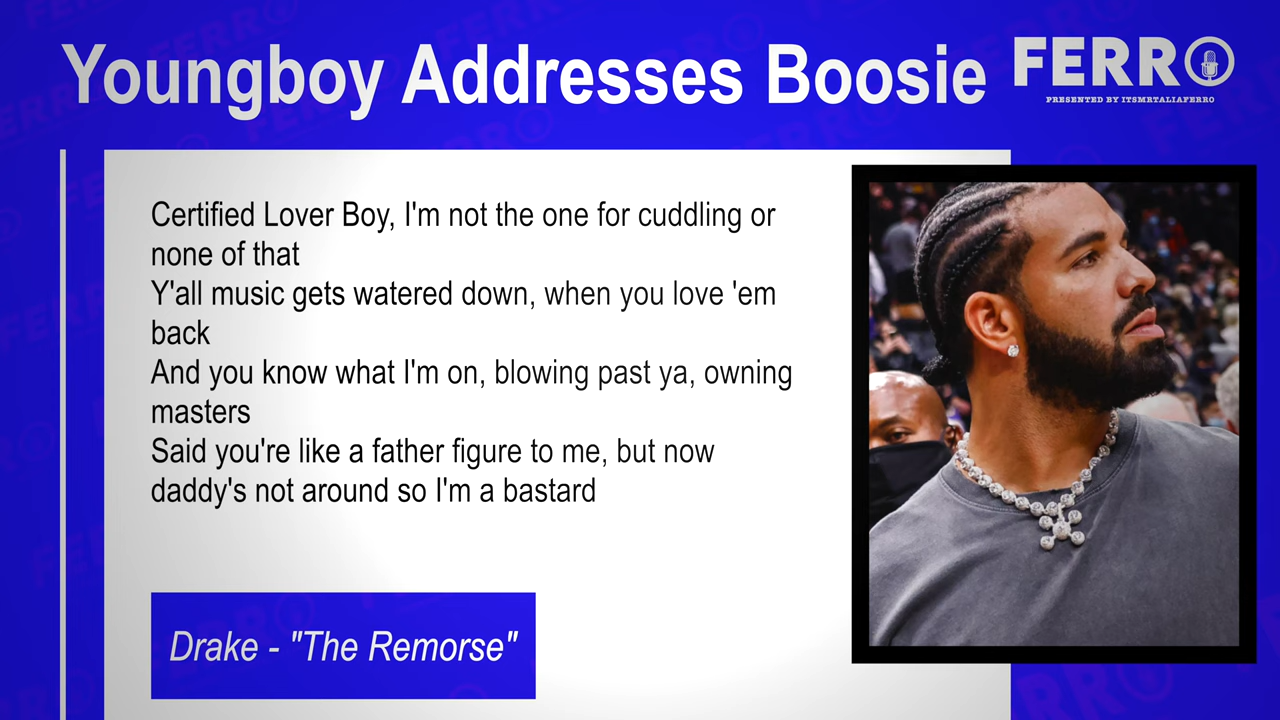 Youngboy Addresses Boosie
FERRO
PRESENTED BY ITSMRTALIAFERRO
Certified Lover Boy, I'm not the one for cuddling or
none of that
Y'all music gets watered down, when you love 'em
back
And you know what I'm on, blowing past ya, owning
masters
Said you're like a father figure to me, but now
daddy's not around so I'm a bastard
Drake - "The Remorse"